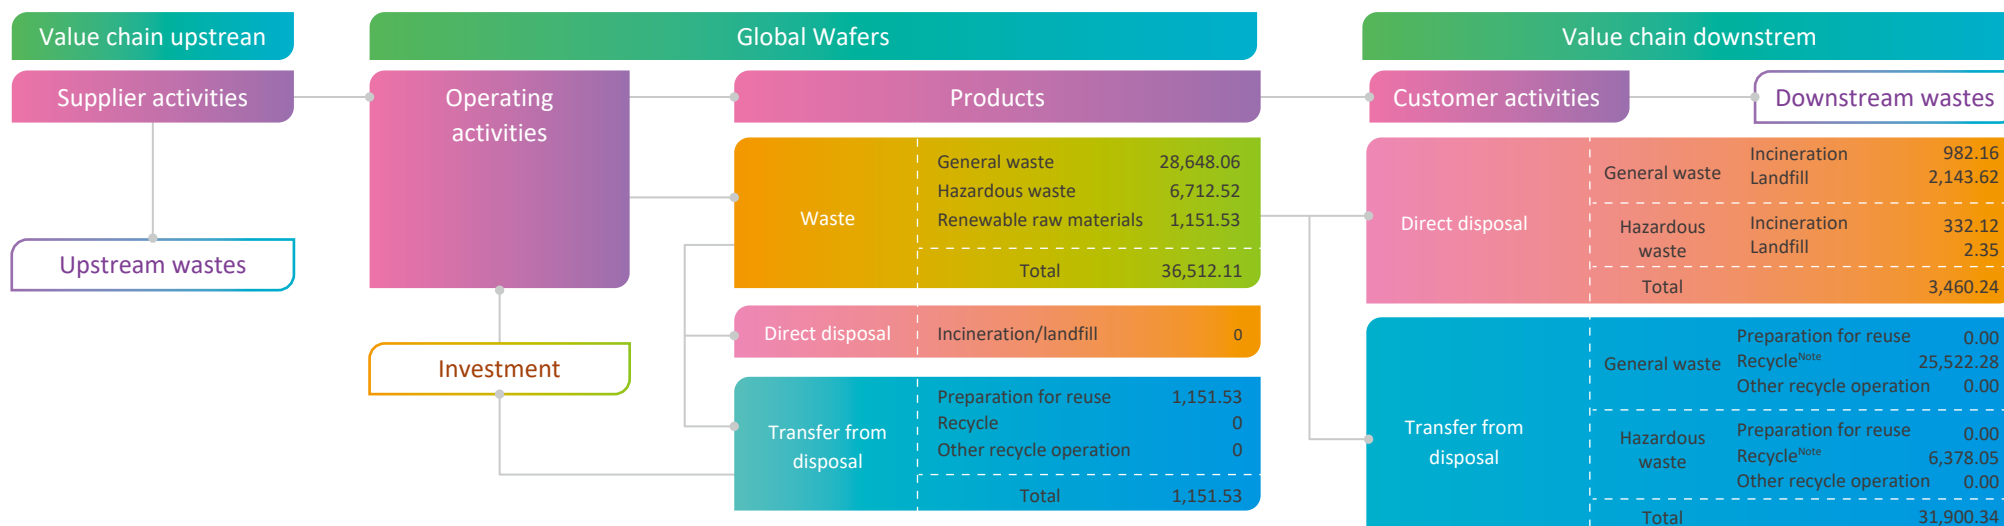 Value chain upstrean
Global Wafers
Value chain downstrem
Supplier activities
Operating
activities
Products
Customer activities
Downstream wastes
Upstream wastes
Investment
Waste
General waste 28,648.06
Hazardous waste 6,712.52
Renewable raw materials 1,151.53
Total 36,512.11
Direct disposal
Incineration/landfill 0
Transfer from
disposal
Preparation for reuse 1,151.53
Recycle 0
Other recycle operation 0
Total 1,151.53
Direct disposal
General waste
Incineration 982.16
Landfill 2,143.62
Hazardous
waste
Incineration 332.12
Landfill 2.35
Total 3,460.24
Transfer from
disposal
General waste
Preparation for reuse 0.00
Recycle Note 25,522.28
Other recycle operation 0.00
Hazardous
waste
Preparation for reuse 0.00
Recycle Note 6,378.05
Other recycle operation 0.00
Total 31,900.34